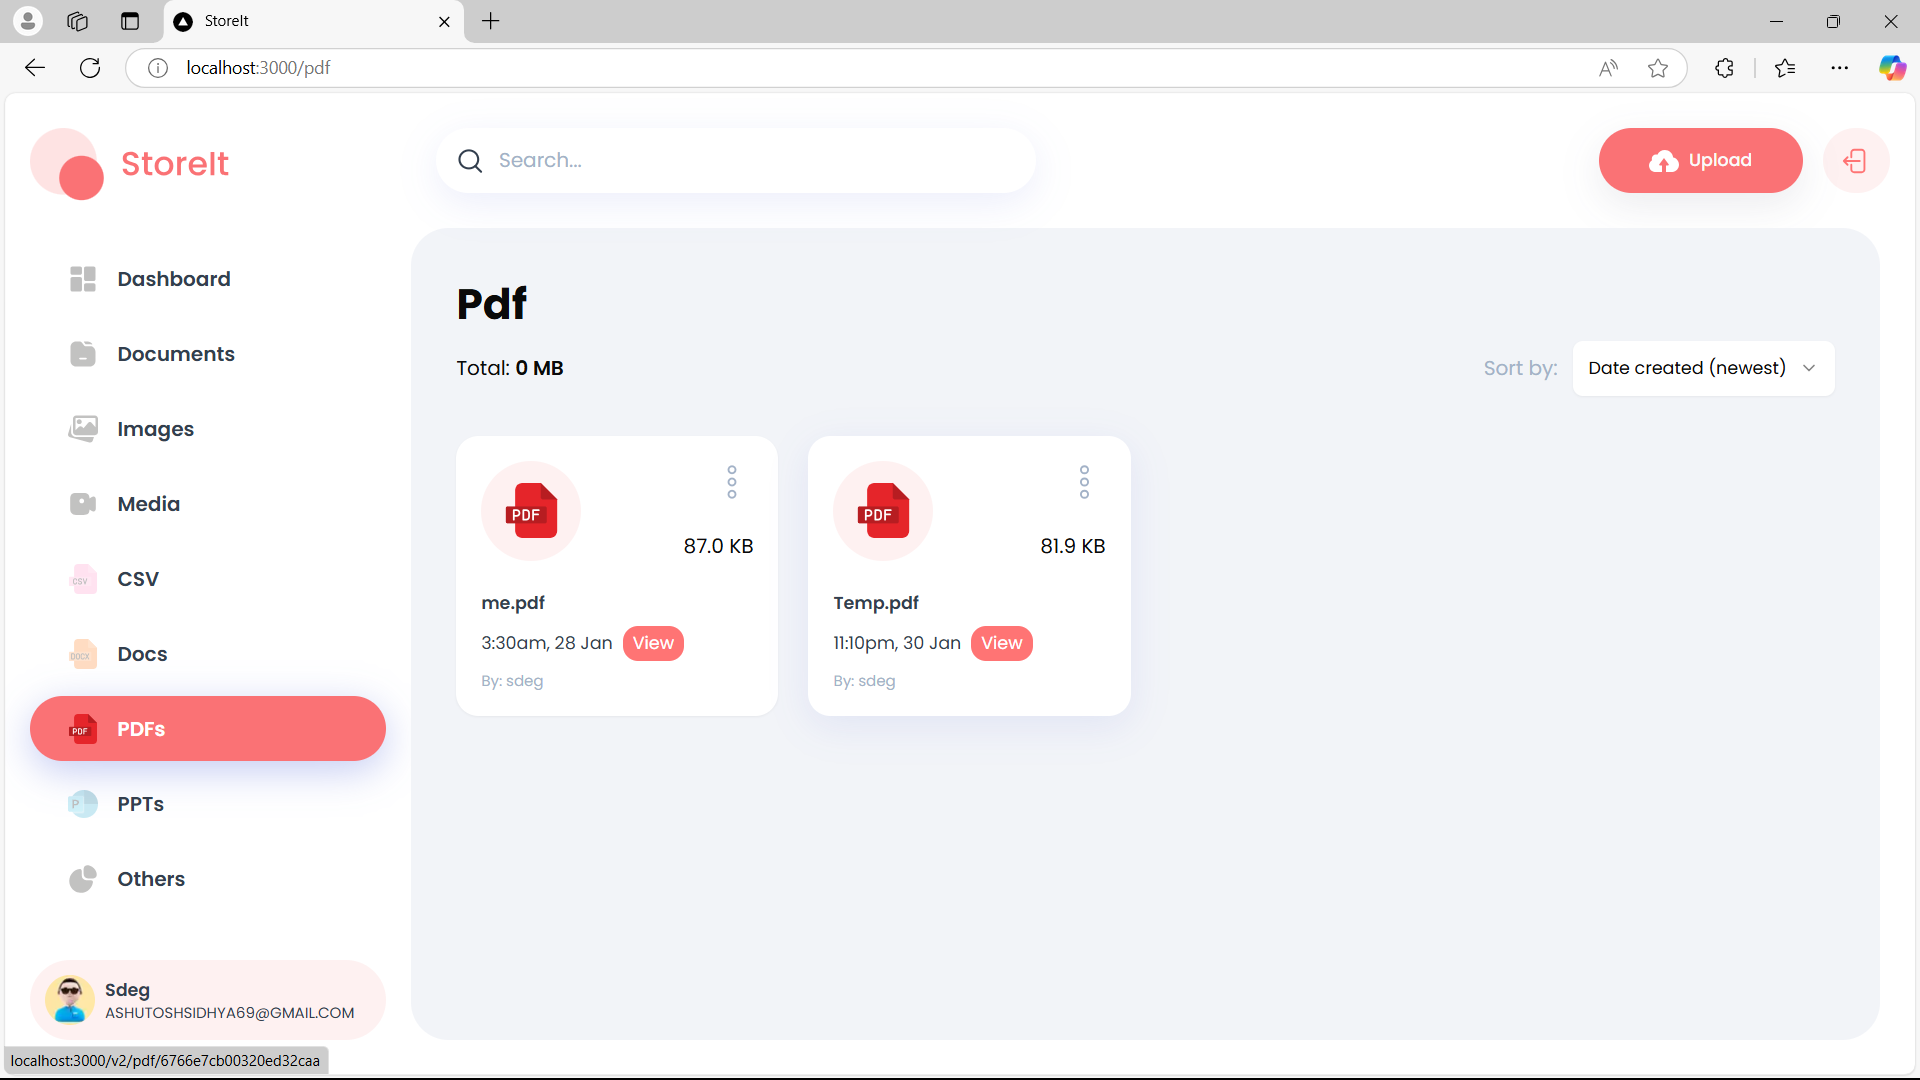 StoreIt
localhost:3000/pdf
StoreIt
Search...
Upload
Dashboard
Documents
Images
Media
CSV
CSV
DOCX
Docs
PDF
PDFs
P
PPTs
Others
Sdeg
ASHUTOSHSIDHYA69@GMAIL.COM
Pdf
Total: 0 MB
Sort by:
Date created (newest)
PDF
87.0 KB
me.pdf
3:30am, 28 Jan
View
By: sdeg
PDF
81.9 KB
Temp.pdf
11:10pm, 30 Jan
View
By: sdeg
localhost:3000/v2/pdf/6766e7cb00320ed32caa